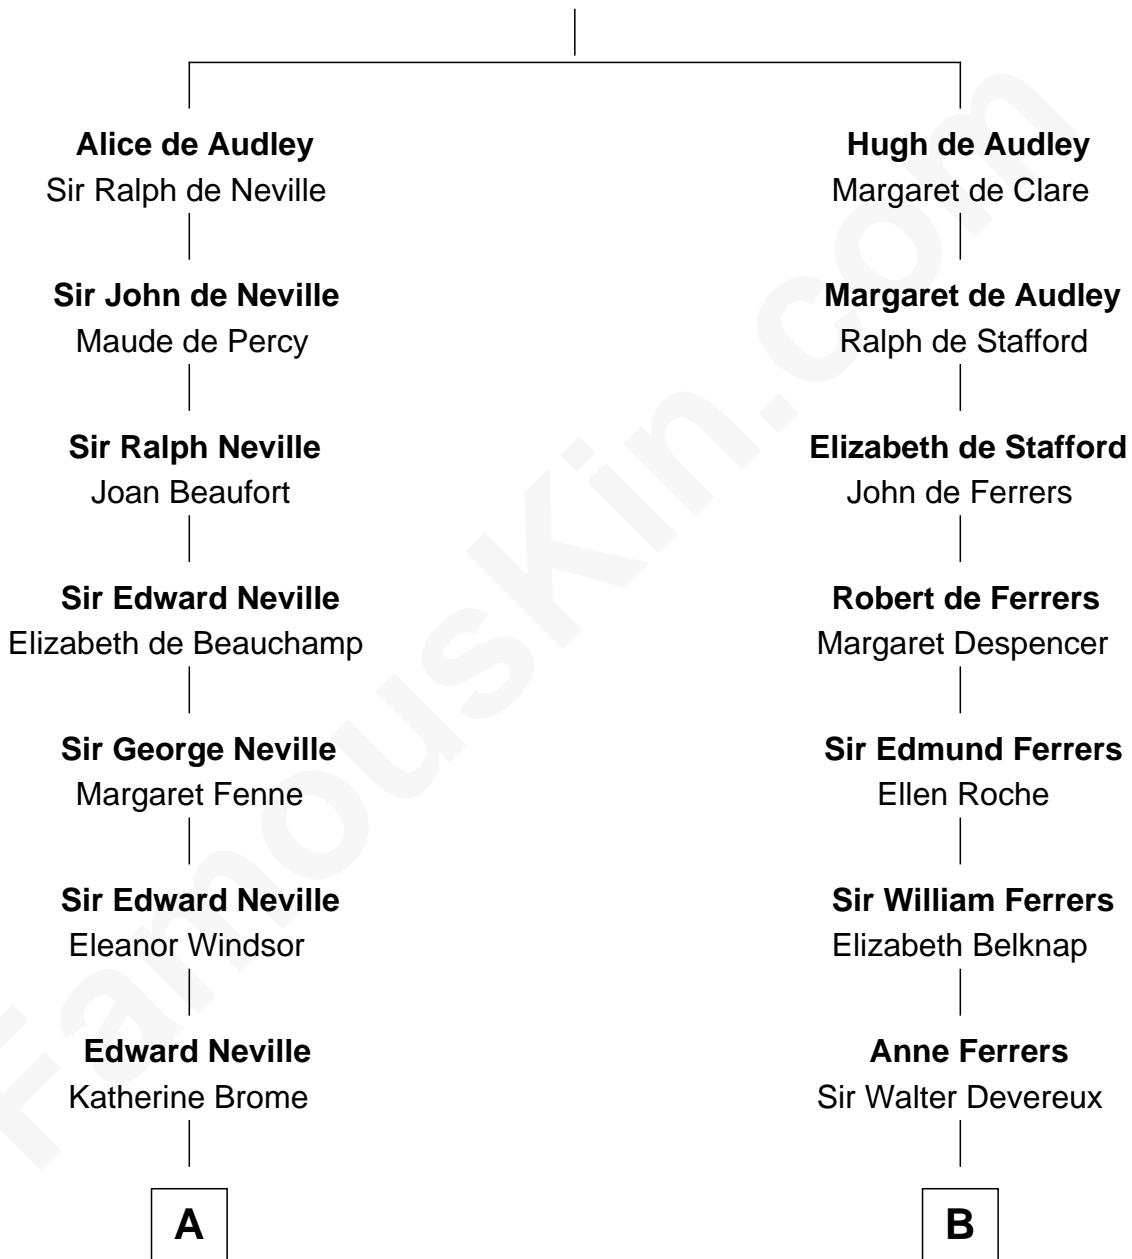 Alice de Audley
Sir Ralph de Neville
Sir John de Neville
Maude de Percy
Sir Ralph Neville
Joan Beaufort
Sir Edward Neville
Elizabeth de Beauchamp
Sir George Neville
Margaret Fenne
Sir Edward Neville
Eleanor Windsor
Edward Neville
Katherine Brome
A
Hugh de Audley
Margaret de Clare
Margaret de Audley
Ralph de Stafford
Elizabeth de Stafford
John de Ferrers
Robert de Ferrers
Margaret Despencer
Sir Edmund Ferrers
Ellen Roche
Sir William Ferrers
Elizabeth Belknap
Anne Ferrers
Sir Walter Devereux
B
FamousKin.com